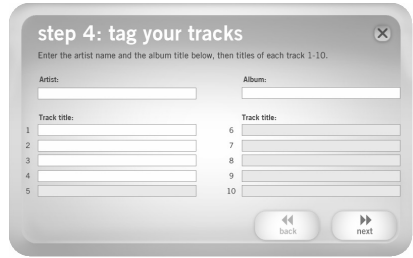 step 4: tag your tracks
Enter the artist name and the album title below, then titles of each track 1-10.
Artist: Album:
Track title: Track title:
1 6
2 7
3 8
4 9
5 10
back next